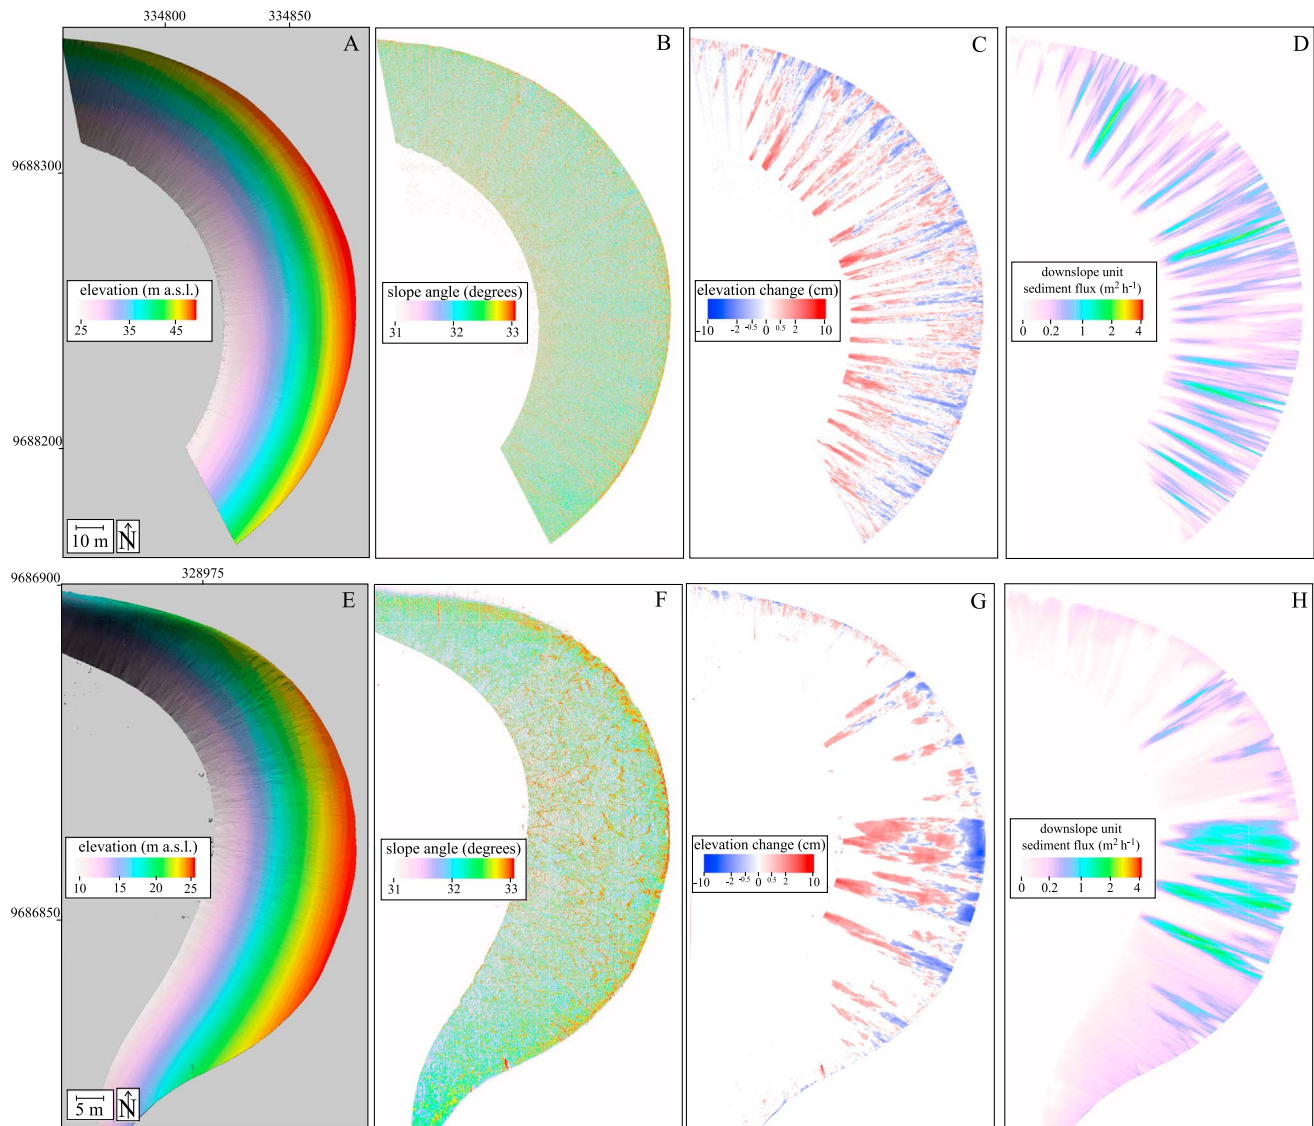 334800 334850
A B C D
9688300
elevation (m a.s.l.)
25 35 45
slope angle (degrees)
31 32 33
elevation change (cm)
-10 -2 -0.5 0 0.5 2 10
downslope unit
sediment flux (m² h⁻¹)
0 0.2 1 2 4
9688200
10 m N
9686900 328975
E F G H
elevation (m a.s.l.)
10 15 20 25
slope angle (degrees)
31 32 33
elevation change (cm)
-10 -2 -0.5 0 0.5 2 10
downslope unit
sediment flux (m² h⁻¹)
0 0.2 1 2 4
9686850
5 m N